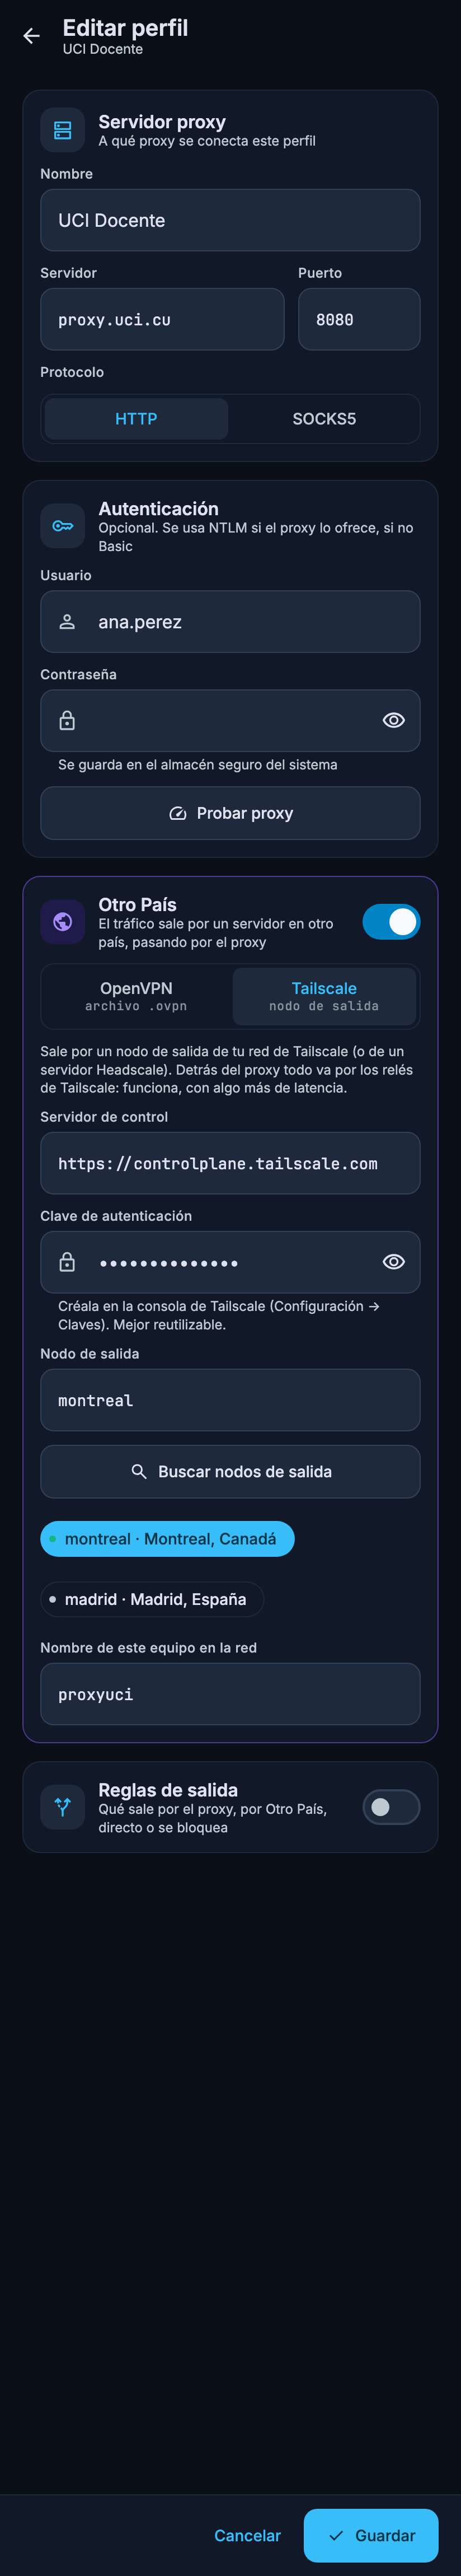 Editar perfil
UCI Docente
Servidor proxy
A qué proxy se conecta este perfil
Nombre
UCI Docente
Servidor
Puerto
proxy.uci.cu
8080
Protocolo
HTTP
SOCKS5
Autenticación
Opcional. Se usa NTLM si el proxy lo ofrece, si no
Basic
Usuario
ana.perez
Contraseña
Se guarda en el almacén seguro del sistema
Probar proxy
Otro País
El tráfico sale por un servidor en otro
país, pasando por el proxy
OpenVPN
archivo .ovpn
Tailscale
nodo de salida
Sale por un nodo de salida de tu red de Tailscale (o de un
servidor Headscale). Detrás del proxy todo va por los relés
de Tailscale: funciona, con algo más de latencia.
Servidor de control
https://controlplane.tailscale.com
Clave de autenticación
••••••••••••••
Créala en la consola de Tailscale (Configuración →
Claves). Mejor reutilizable.
Nodo de salida
montreal
Buscar nodos de salida
montreal · Montreal, Canadá
madrid · Madrid, España
Nombre de este equipo en la red
proxyuci
Reglas de salida
Qué sale por el proxy, por Otro País,
directo o se bloquea
Cancelar
Guardar